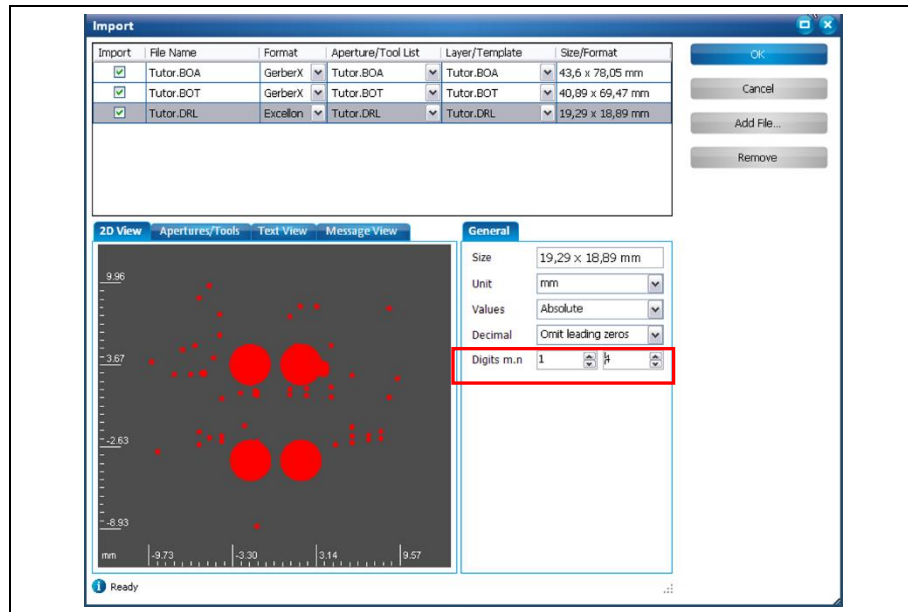 Import
Import File Name Format Aperture/Tool List Layer/Template Size/Format
Tutor.BOA GerberX Tutor.BOA Tutor.BOA 43,6 x 78,05 mm
Tutor.BOT GerberX Tutor.BOT Tutor.BOT 40,89 x 69,47 mm
Tutor.DRL Excellon Tutor.DRL Tutor.DRL 19,29 x 18,89 mm
OK
Cancel
Add File...
Remove
2D View Apertures/Tools Text View Message View
9.96
3.67
-2.63
-8.93
mm -9.73 -3.30 3.14 9.57
General
Size 19,29 x 18,89 mm
Unit mm
Values Absolute
Decimal Omit leading zeros
Digits m.n 1 4
Ready